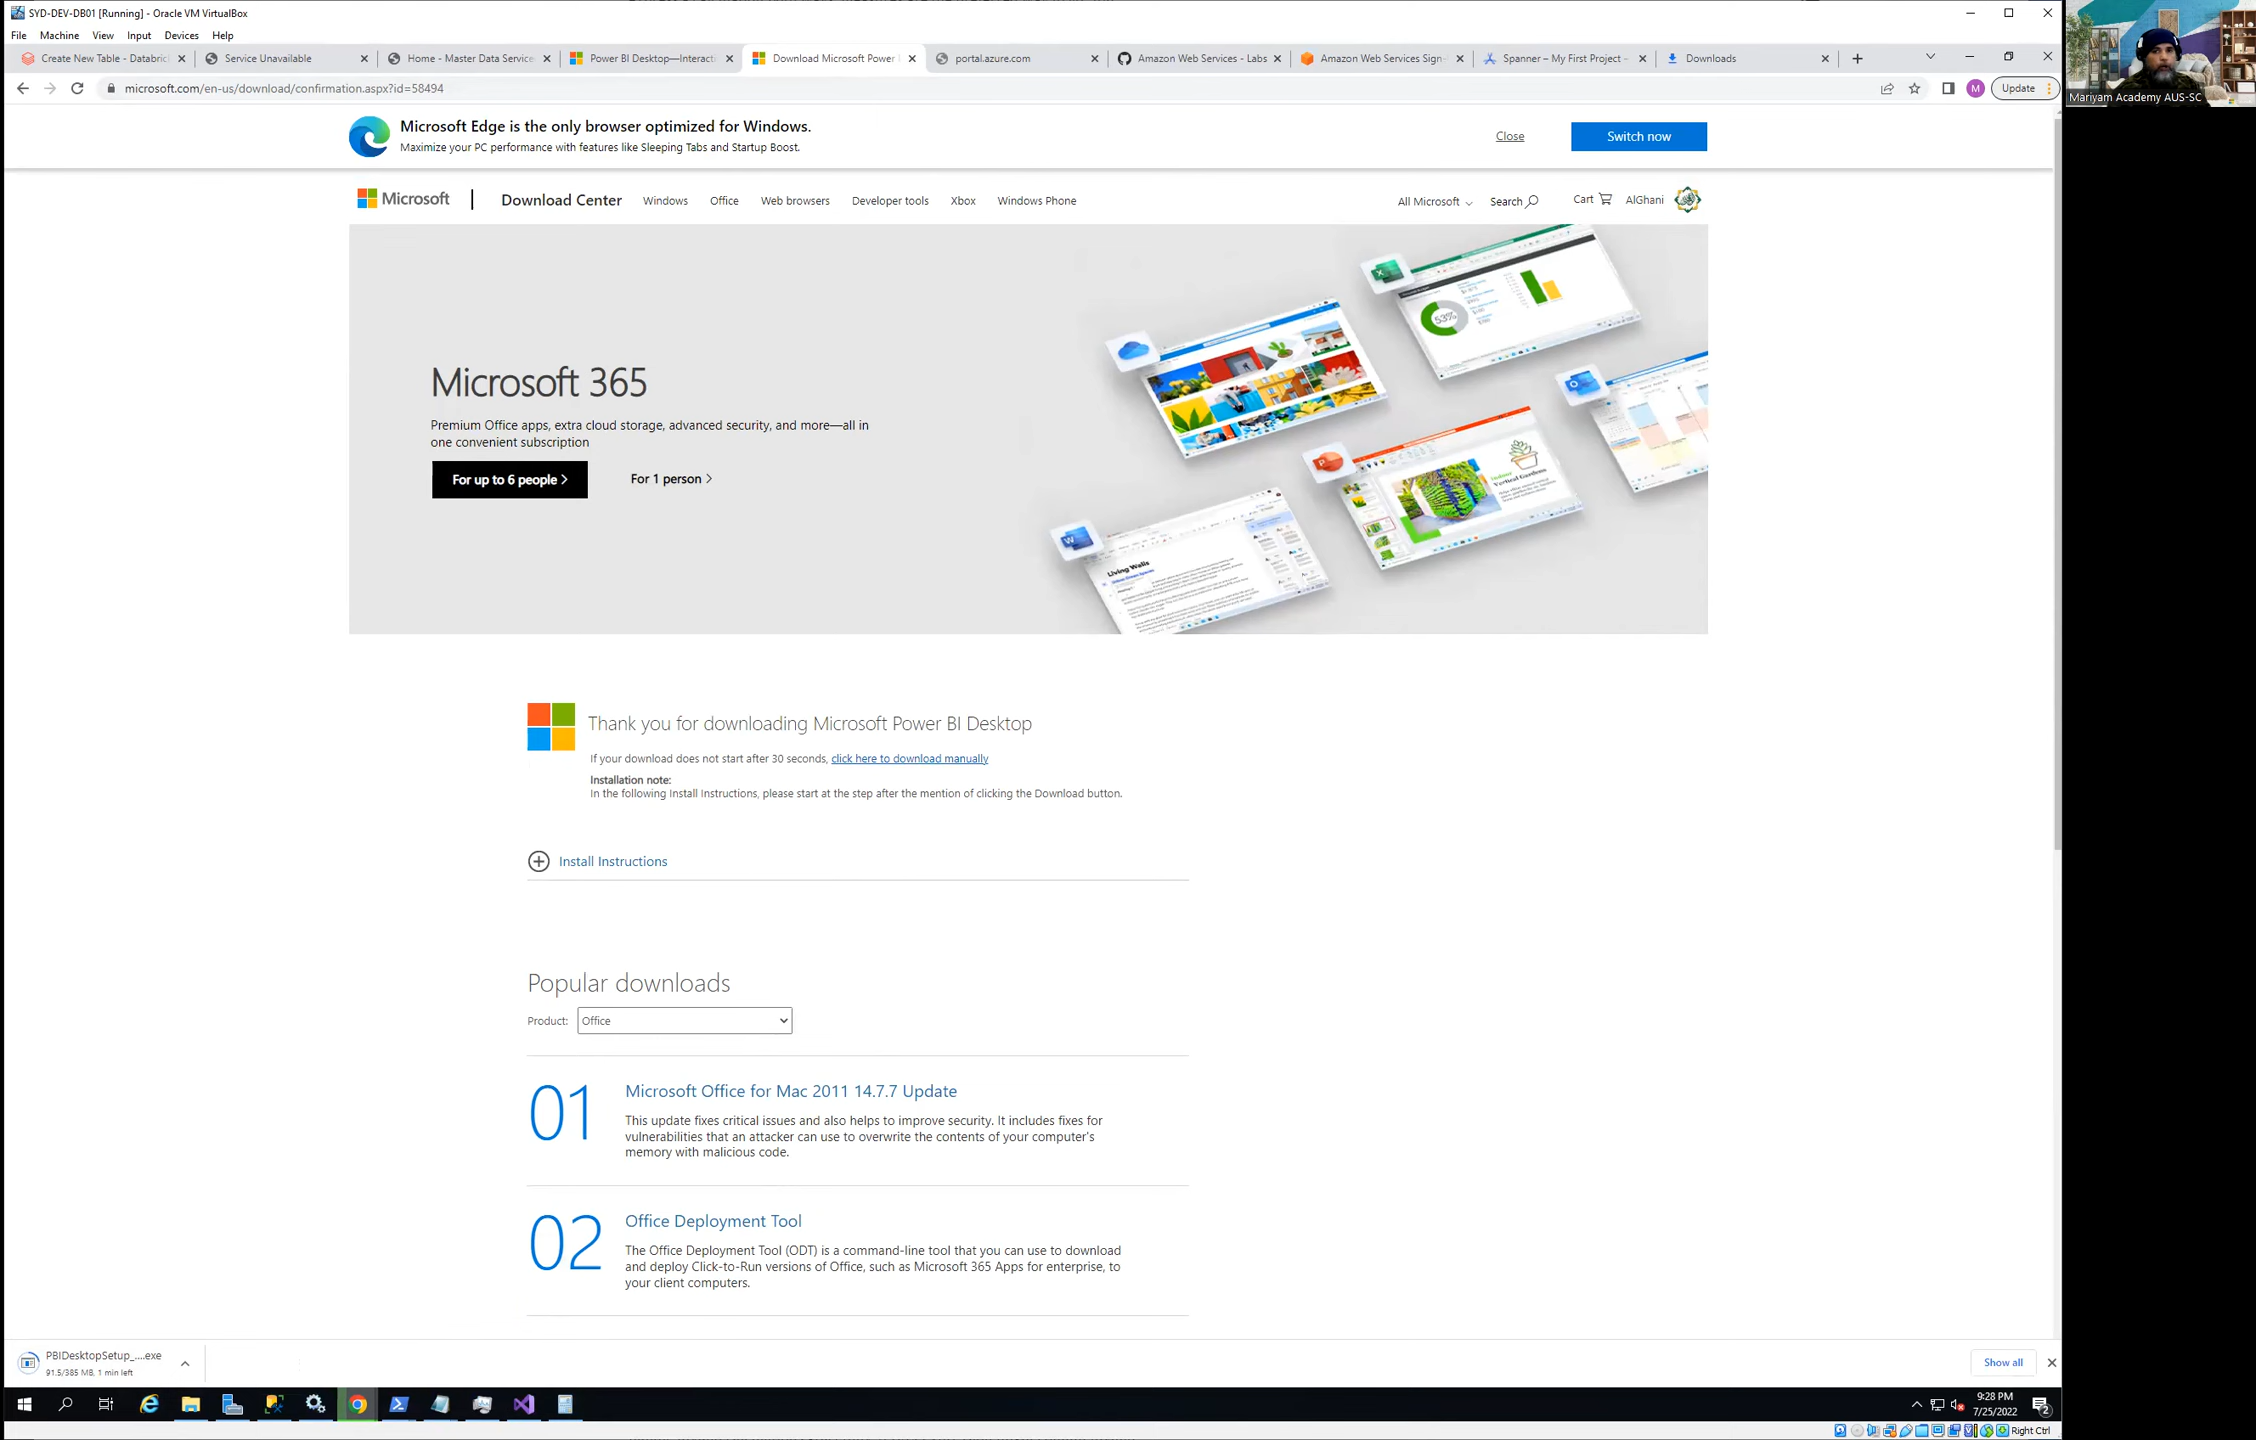 SYD-DEV-DB01 [Running] - Oracle VM VirtualBox
File Machine View Input Devices Help
Create New Table - Databric
Service Unavailable
Home - Master Data Service
Power BI Desktop—Interacti
Download Microsoft Power
portal.azure.com
Amazon Web Services - Labs
Amazon Web Services Sign-
Spanner – My First Project –
Downloads
microsoft.com/en-us/download/confirmation.aspx?id=58494
M
Update
Mariyam Academy AUS-SC
Microsoft Edge is the only browser optimized for Windows.
Maximize your PC performance with features like Sleeping Tabs and Startup Boost.
Close
Switch now
Microsoft
Download Center
Windows Office Web browsers Developer tools Xbox Windows Phone
All Microsoft
Search
Cart
AlGhani
Microsoft 365
Premium Office apps, extra cloud storage, advanced security, and more—all in
one convenient subscription
For up to 6 people
For 1 person
53%
Vertical Gardens
Living Walls
Thank you for downloading Microsoft Power BI Desktop
If your download does not start after 30 seconds, click here to download manually
Installation note:
In the following Install Instructions, please start at the step after the mention of clicking the Download button.
Install Instructions
Popular downloads
Product: Office
01
Microsoft Office for Mac 2011 14.7.7 Update
This update fixes critical issues and also helps to improve security. It includes fixes for
vulnerabilities that an attacker can use to overwrite the contents of your computer's
memory with malicious code.
02
Office Deployment Tool
The Office Deployment Tool (ODT) is a command-line tool that you can use to download
and deploy Click-to-Run versions of Office, such as Microsoft 365 Apps for enterprise, to
your client computers.
PBIDesktopSetup_....exe
91.5/385 MB, 1 min left
Show all
9:28 PM
7/25/2022
2
Right Ctrl